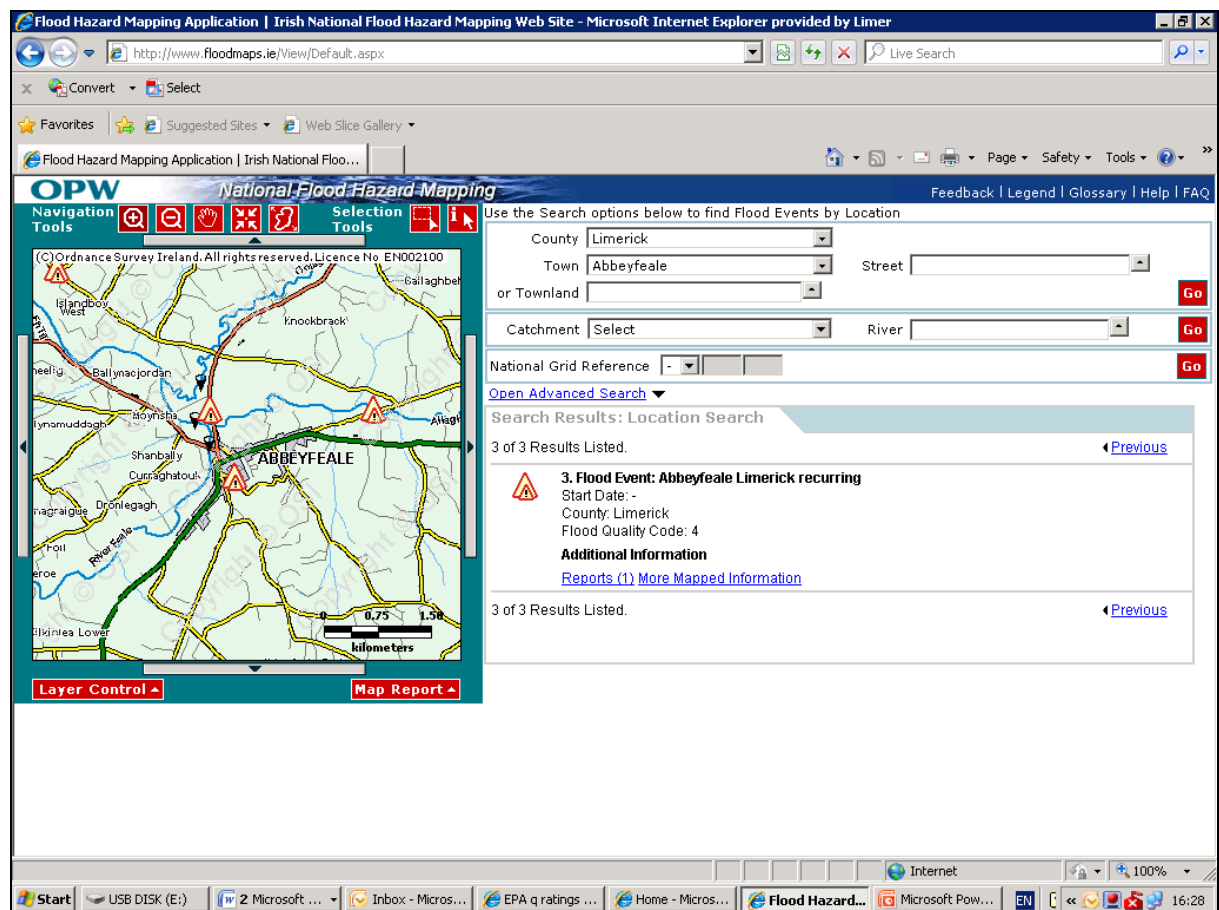 Flood Hazard Mapping Application | Irish National Flood Hazard Mapping Web Site - Microsoft Internet Explorer provided by Limer
http://www.floodmaps.ie/View/Default.aspx
Live Search
x Convert Select
Favorites Suggested Sites Web Slice Gallery
Flood Hazard Mapping Application | Irish National Floo...
Page Safety Tools »
OPW National Flood Hazard Mapping
Feedback | Legend | Glossary | Help | FAQ
Navigation Tools
Selection Tools
(C)Ordnance Survey Ireland. All rights reserved. Licence No EN002100
Gailaghbeh
Islandboy
West
Knockbrack
Ballynacjordan
Moynsha
lynamuddagh
Shanbally
ABBEYFEALE
Curraghatouk
nagraigue Dromlegagh
Foil
River Feale
eroe
Kilkinlea Lower
0 0.75 1.50
kilometers
Layer Control
Map Report
Use the Search options below to find Flood Events by Location
County Limerick
Town Abbeyfeale Street
or Townland Go
Catchment Select River Go
National Grid Reference - Go
Open Advanced Search
Search Results: Location Search
3 of 3 Results Listed. Previous
3. Flood Event: Abbeyfeale Limerick recurring
Start Date: -
County: Limerick
Flood Quality Code: 4
Additional Information
Reports (1) More Mapped Information
3 of 3 Results Listed. Previous
Internet 100%
Start USB DISK (E:) 2 Microsoft ... Inbox - Micros... EPA q ratings ... Home - Micros... Flood Hazard... Microsoft Pow... EN « 16:28